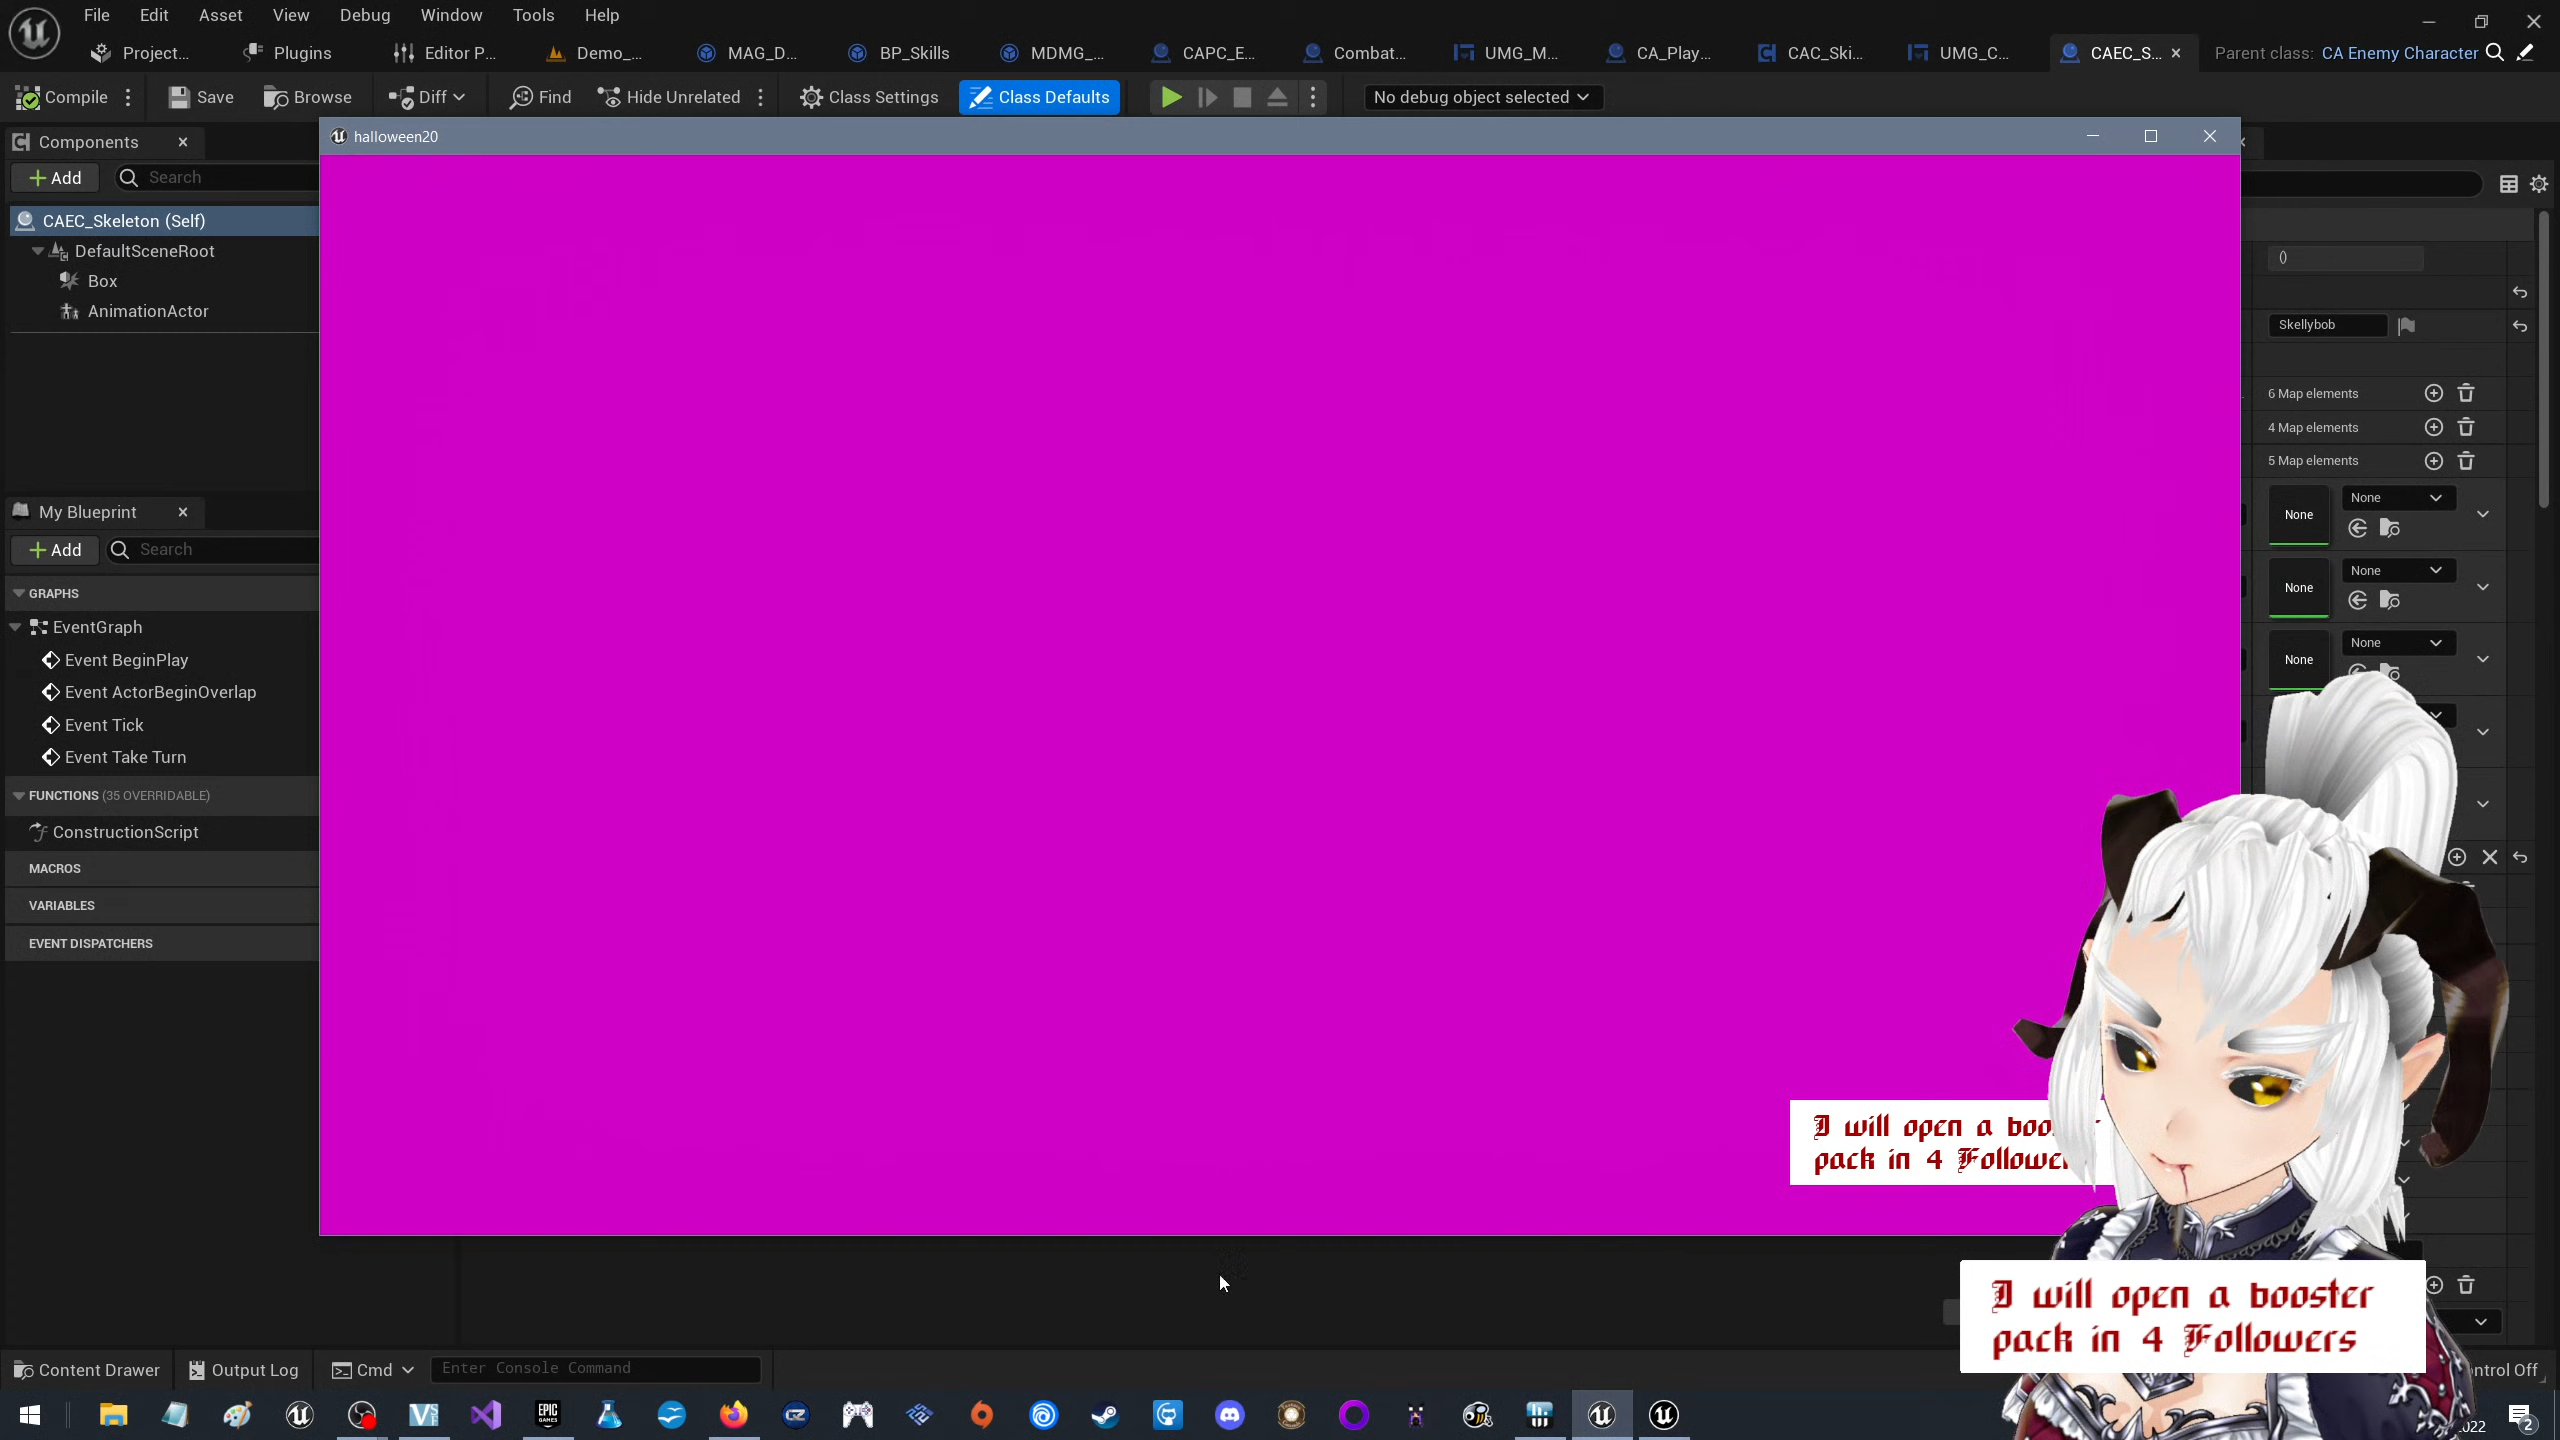 File Edit Asset View Debug Window Tools Help
Project... Plugins Editor P... Demo_... MAG_D... BP_Skills MDMG_... CAPC_E... Combat... UMG_M... CA_Play... CAC_Ski... UMG_C... CAEC_S... Parent class: CA Enemy Character
Compile Save Browse Diff Find Hide Unrelated Class Settings Class Defaults No debug object selected
Components
halloween20
Add Search
CAEC_Skeleton (Self)
DefaultSceneRoot
0
Box
AnimationActor
Skellybob
6 Map elements
4 Map elements
5 Map elements
My Blueprint
None None
Add Search
None None
GRAPHS
EventGraph
None None
Event BeginPlay
Event ActorBeginOverlap
Event Tick
Event Take Turn
FUNCTIONS (35 OVERRIDABLE)
ConstructionScript
MACROS
VARIABLES
EVENT DISPATCHERS
I will open a
pack in 4
I will open a booster
pack in 4 Followers
Content Drawer Output Log Cmd Enter Console Command
EPIC GAMES
2